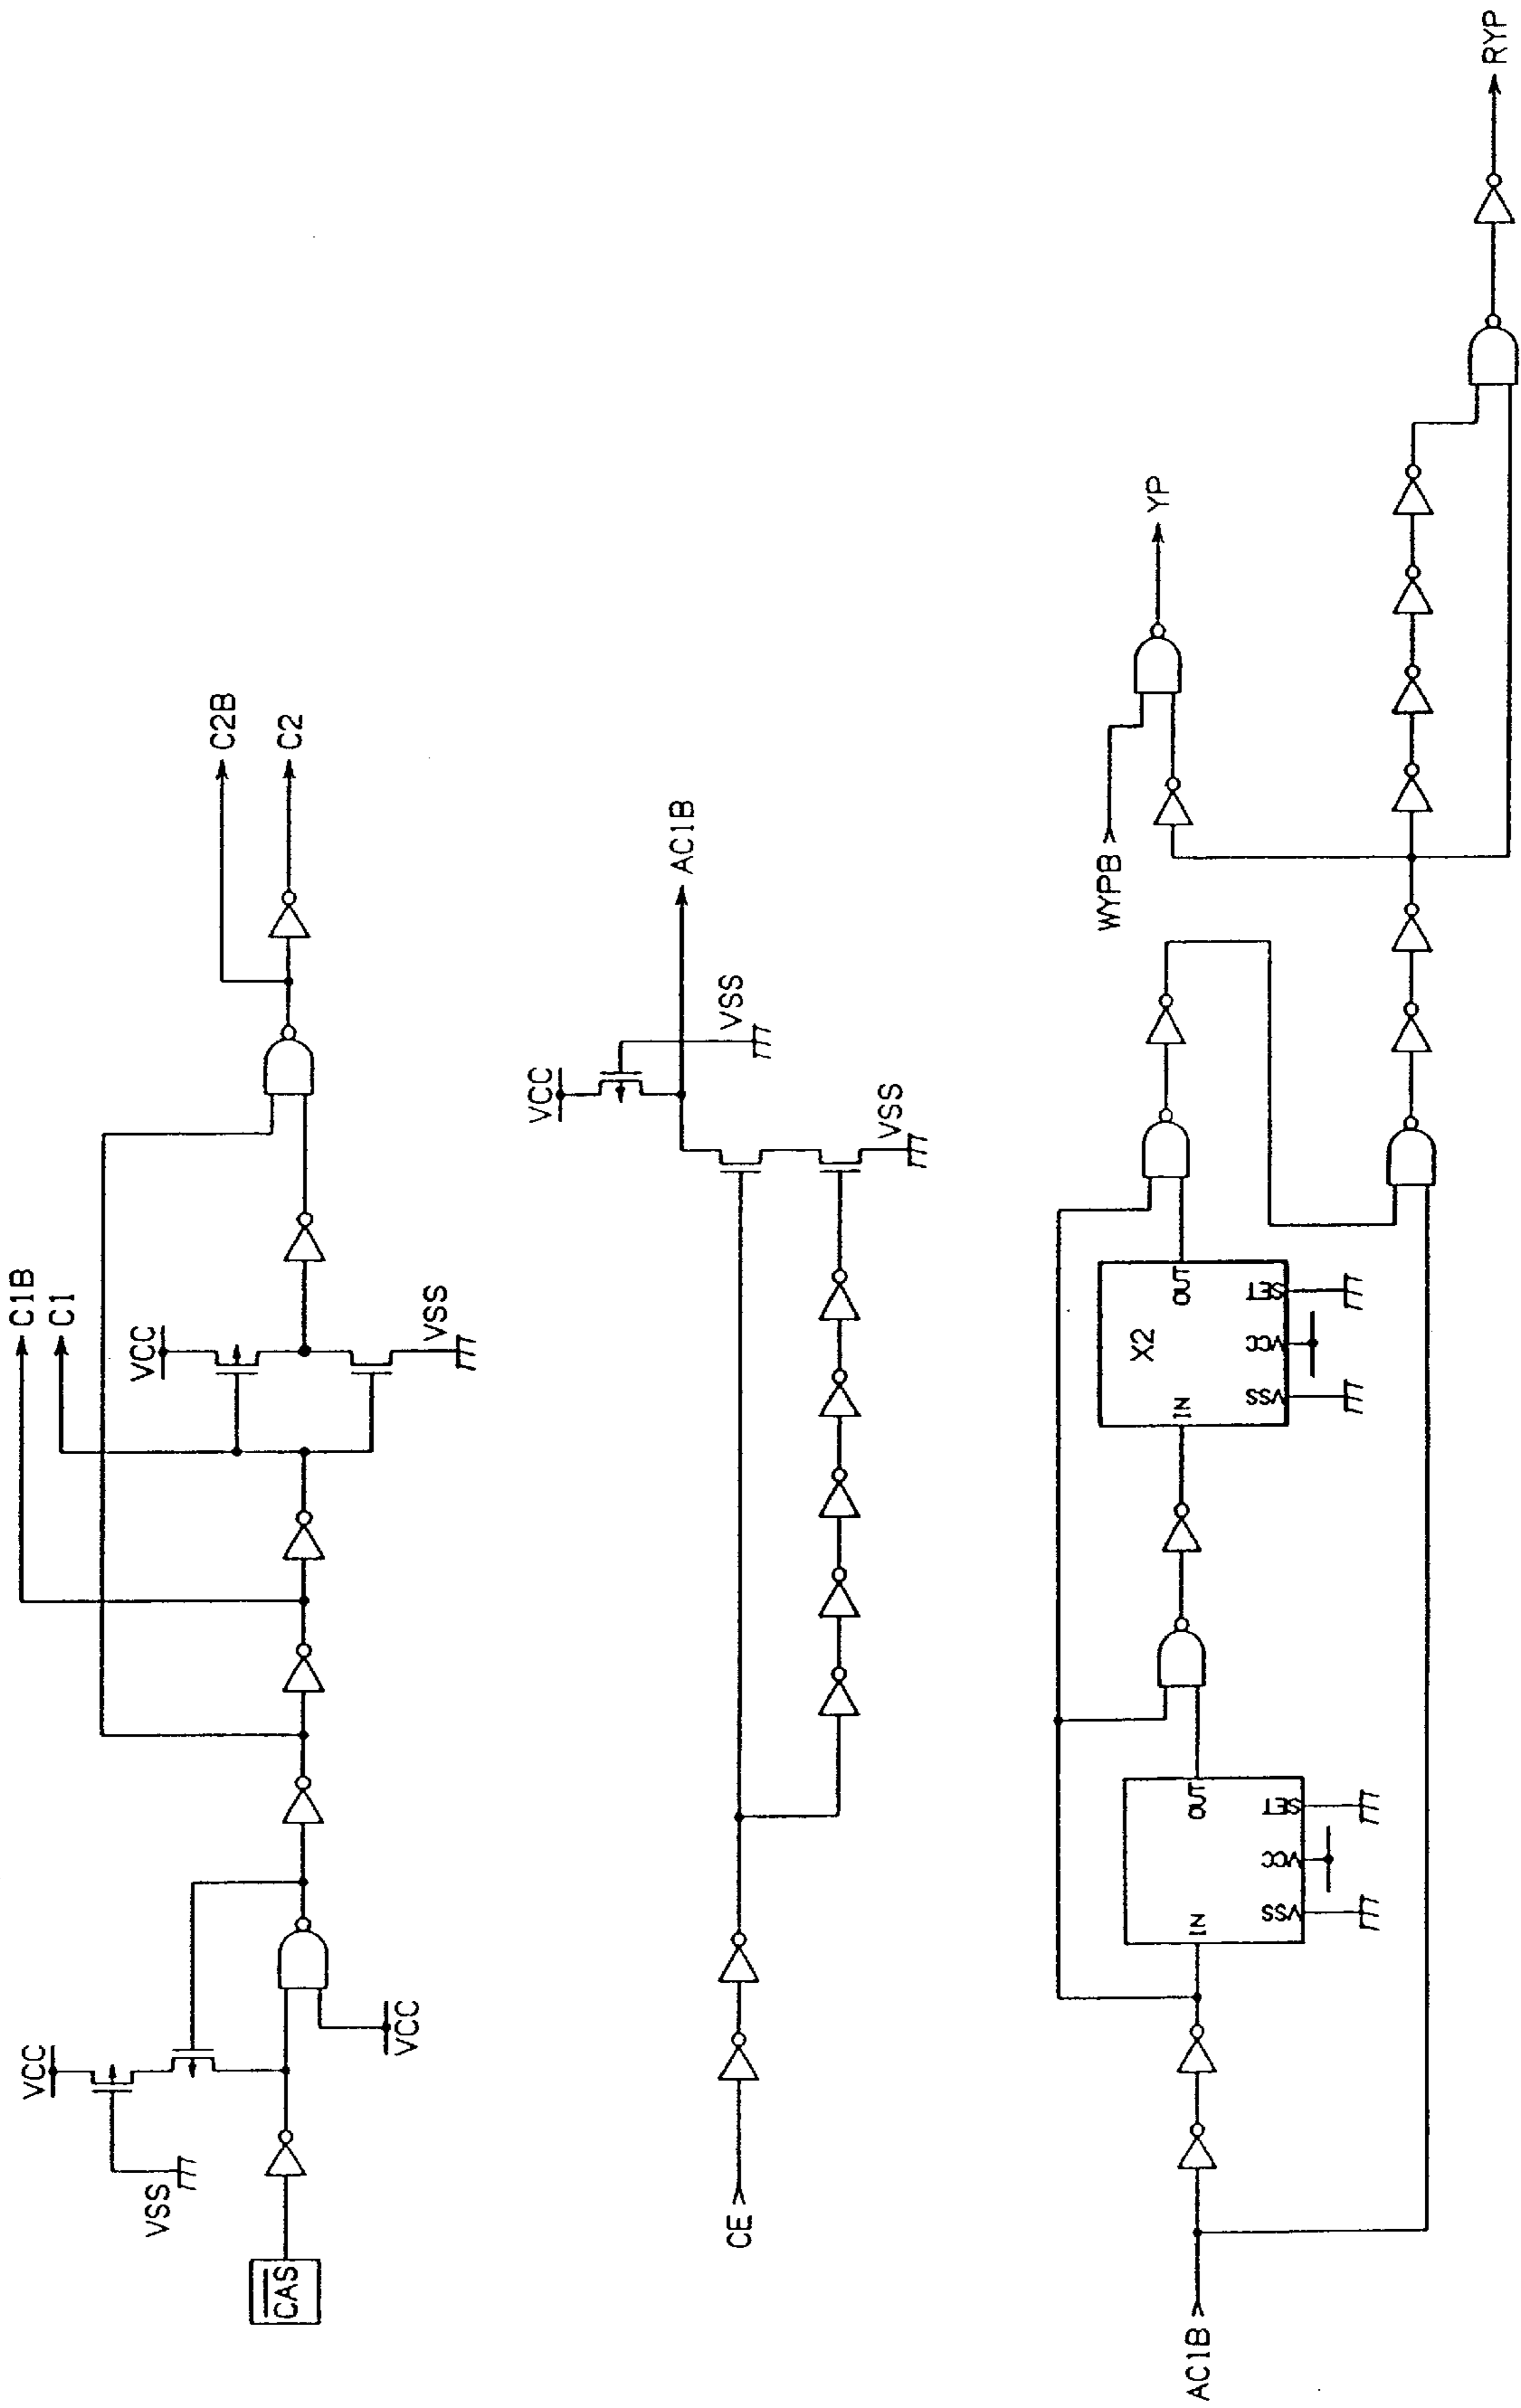 CAS
VSS
VCC
VCC
C1B
C1
VCC
VSS
C2B
C2
CE
VCC
VSS
VSS
AC1B
AC1B
IN
OUT
VSS
VCC
SET
X2
IN
OUT
VSS
VCC
SET
WYPB
YP
RYP